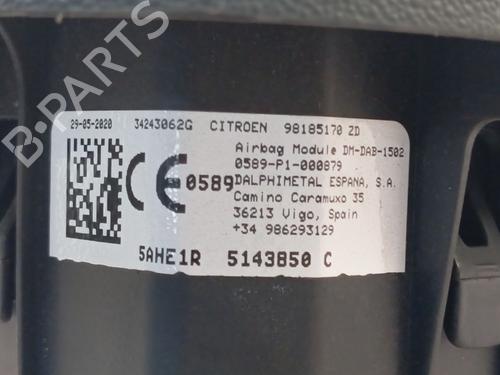 29-05-2020 34243062G CITROEN 98185170 ZD
Airbag Module DM-DAB-1502
0589-P1-000879
CE 0589 DALPHIMETAL ESPANA, S.A.
Camino Caramuxo 35
36213 Vigo, Spain
+34 986293129
5AHE1R 5143850 C
B-PARTS